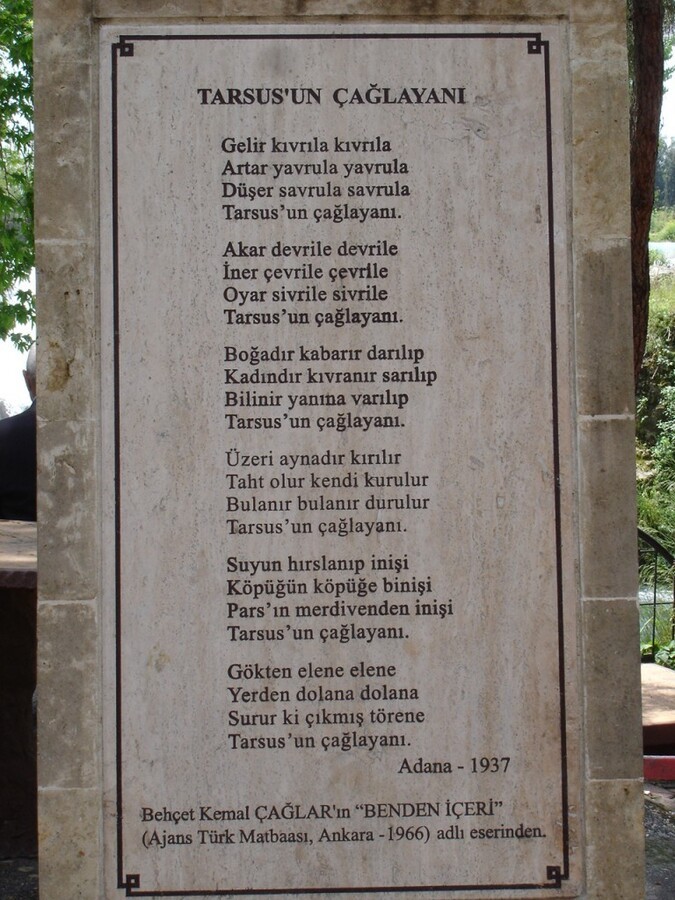 TARSUS'UN ÇAĞLAYANI
Gelir kıvrıla kıvrıla
Artar yavrula yavrula
Düşer savrula savrula
Tarsus'un çağlayanı.
Akar devrile devrile
İner çevrile çevrile
Oyar sivrile sivrile
Tarsus'un çağlayanı.
Boğadır kabarır darılıp
Kadındır kıvranır sarılıp
Bilinir yanına varılıp
Tarsus'un çağlayanı.
Üzeri aynadır kırılır
Taht olur kendi kurulur
Bulanır bulanır durulur
Tarsus'un çağlayanı.
Suyun hırslanıp inişi
Köpüğün köpüğe binişi
Pars'ın merdivenden inişi
Tarsus'un çağlayanı.
Gökten elene elene
Yerden dolana dolana
Surur ki çıkmış törene
Tarsus'un çağlayanı.
Adana - 1937
Behçet Kemal ÇAĞLAR'ın “BENDEN İÇERİ”
(Ajans Türk Matbaası, Ankara -1966) adlı eserinden.